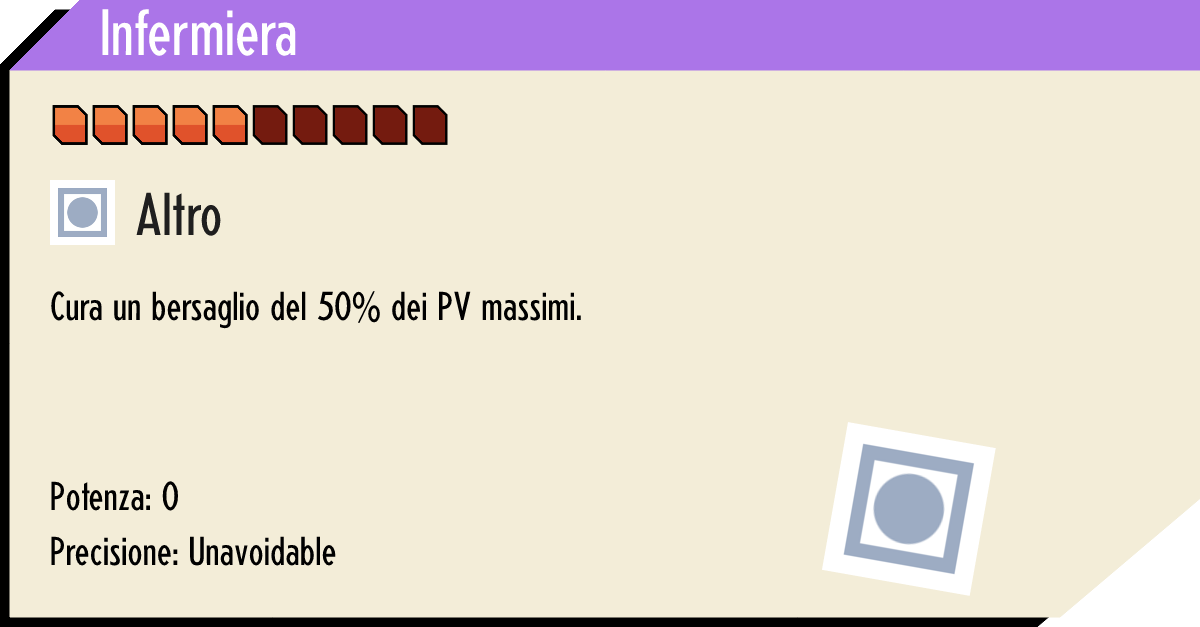 Infermiera
Altro
Cura un bersaglio del 50% dei PV massimi.
Potenza: 0
Precisione: Unavoidable